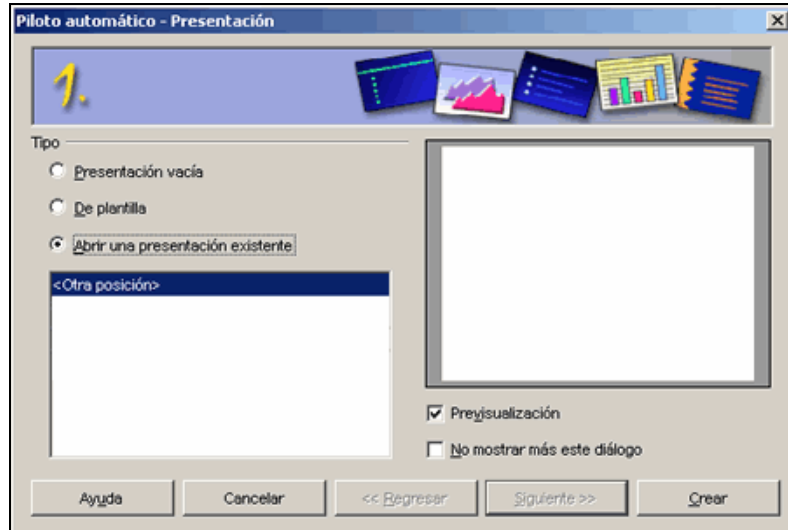 Piloto automático - Presentación
1.
Tipo
Presentación vacía
De plantilla
Abrir una presentación existente
<Otra posición>
Previsualización
No mostrar más este diálogo
Ayuda Cancelar << Regresar Siguiente >> Crear